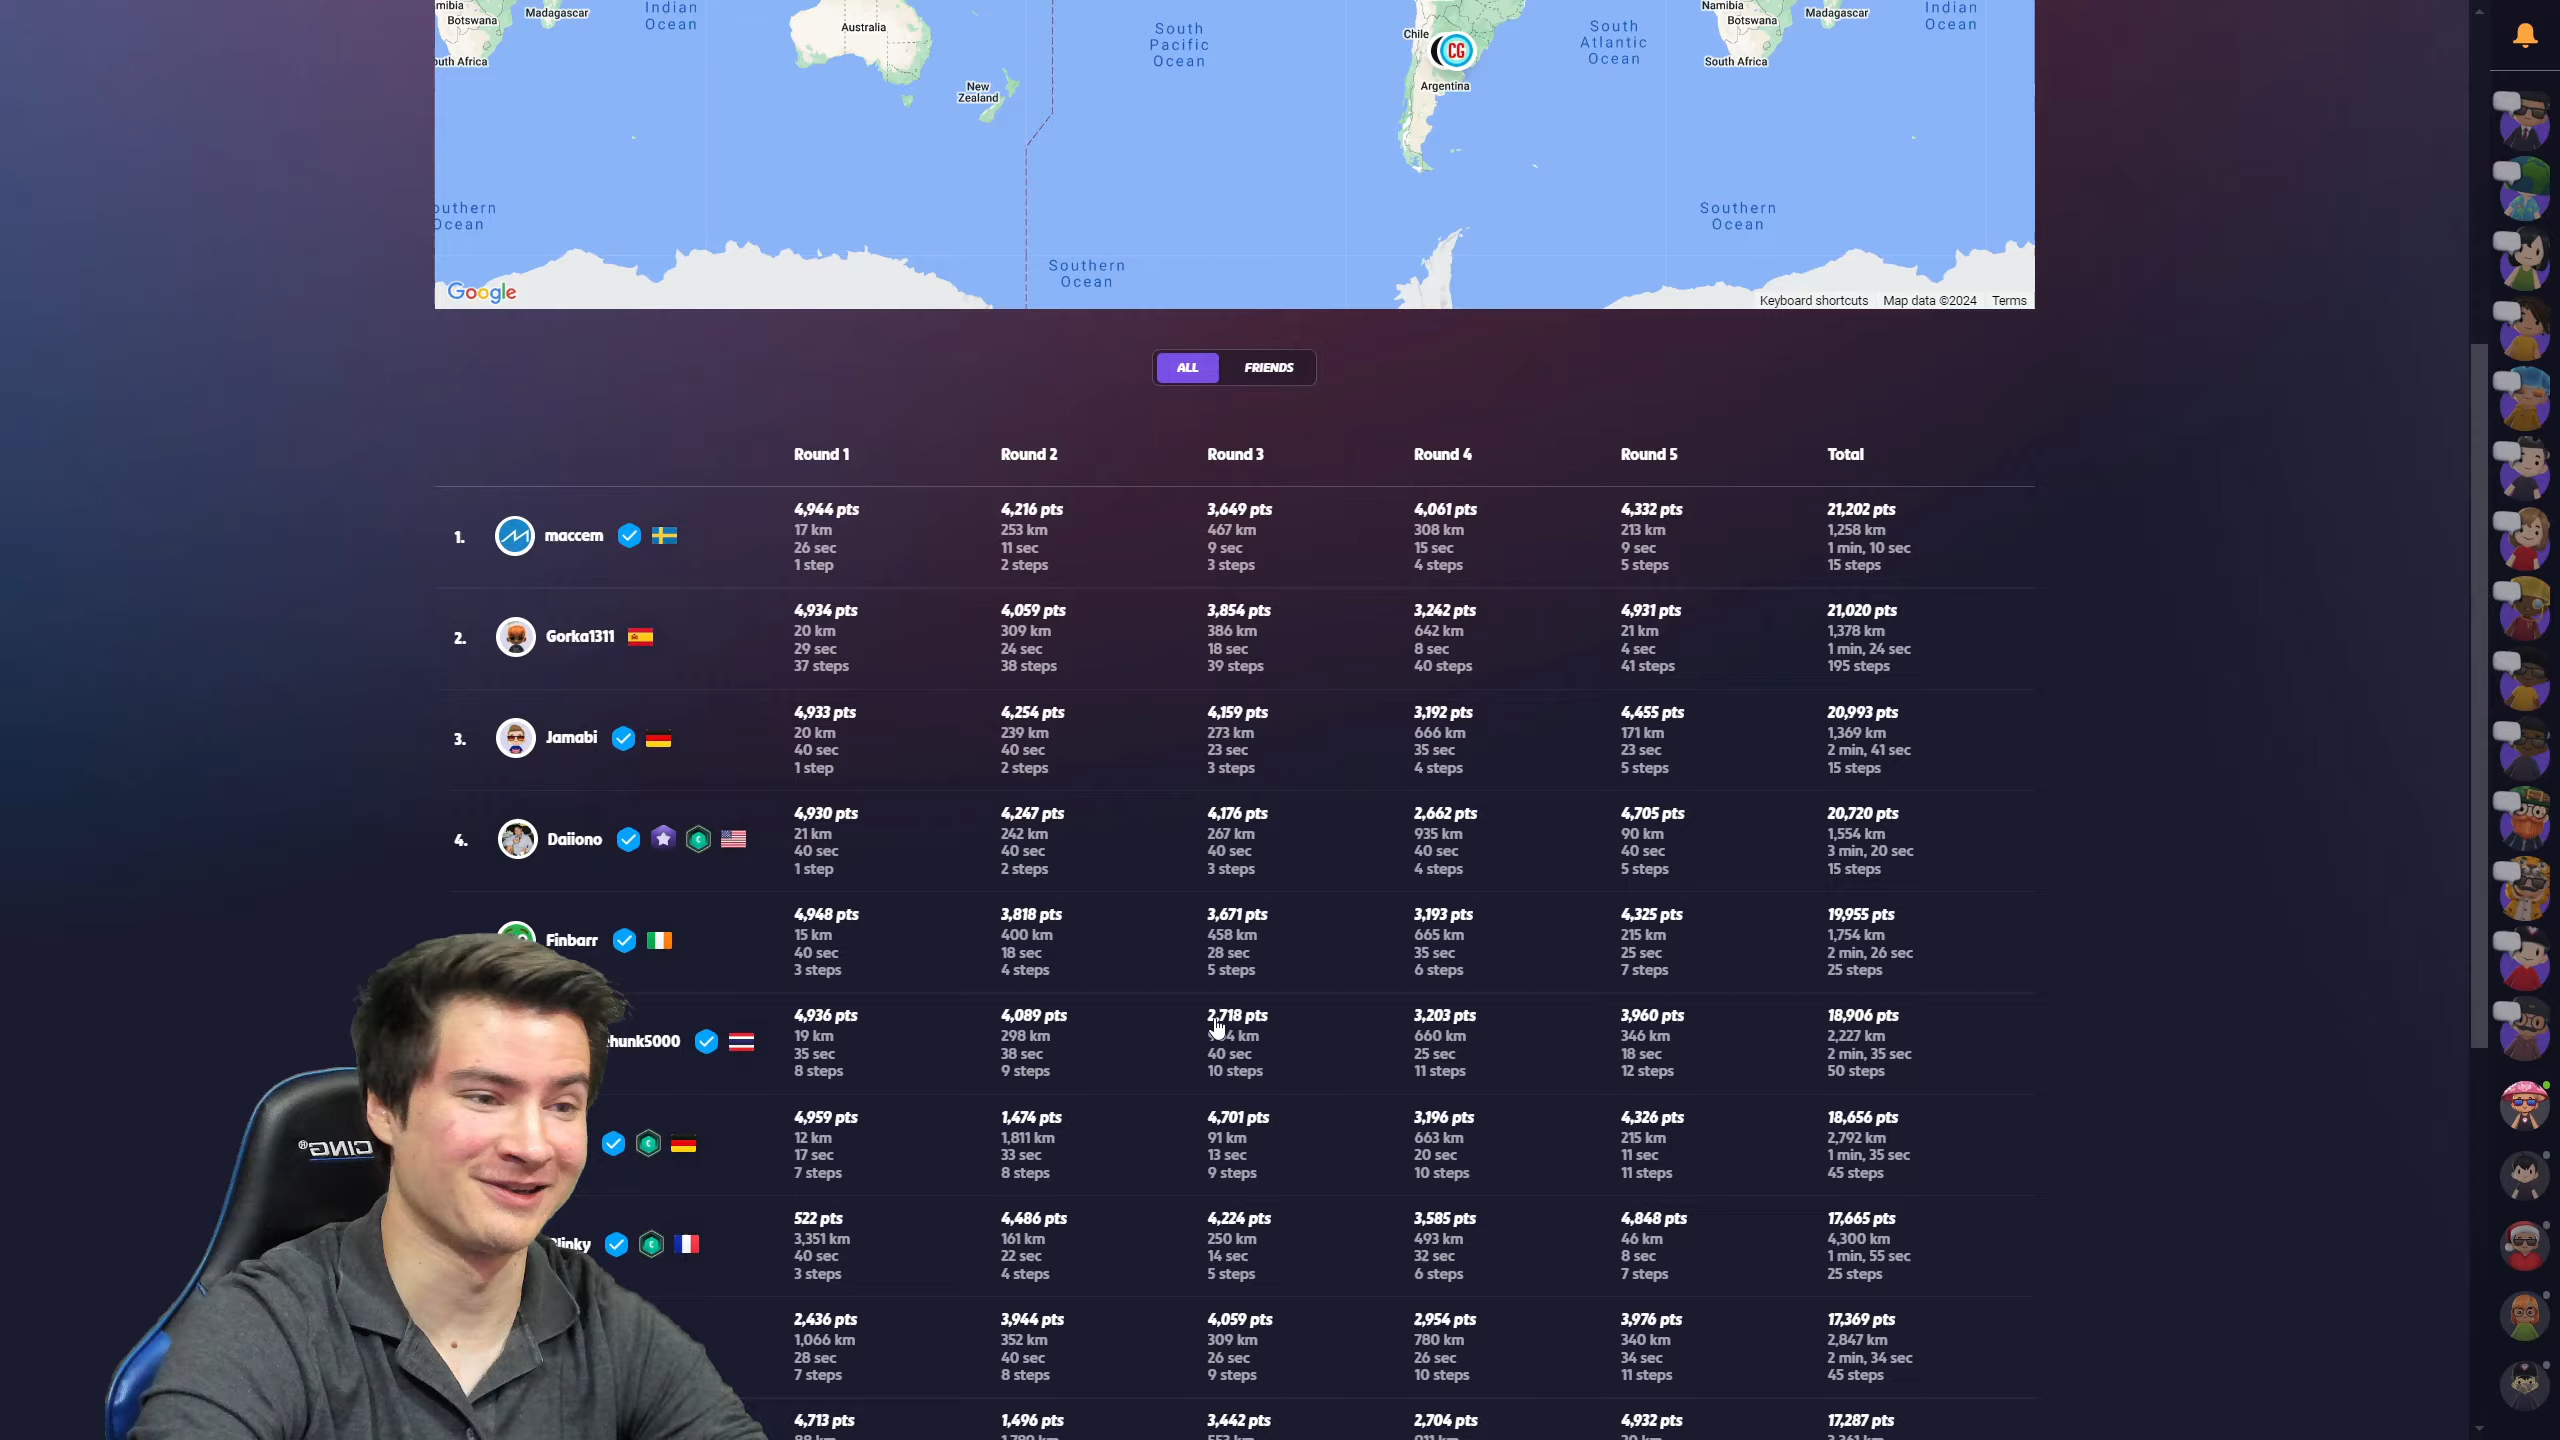 mibia
Botswana
Madagascar
Indian
Ocean
outh Africa
Australia
New
Zealand
South
Pacific
Ocean
Chile
CG
Argentina
South
Atlantic
Ocean
Namibia
Botswana
Madagascar
South Africa
Indian
Ocean
outhern
Ocean
Southern
Ocean
Southern
Ocean
Google
Keyboard shortcuts Map data ©2024 Terms
ALL FRIENDS
Round 1 Round 2 Round 3 Round 4 Round 5 Total
1. maccem
4,944 pts 4,216 pts 3,649 pts 4,061 pts 4,332 pts 21,202 pts
17 km 253 km 467 km 308 km 213 km 1,258 km
26 sec 11 sec 9 sec 15 sec 9 sec 1 min, 10 sec
1 step 2 steps 3 steps 4 steps 5 steps 15 steps
2. Gorka1311
4,934 pts 4,059 pts 3,854 pts 3,242 pts 4,931 pts 21,020 pts
20 km 309 km 386 km 642 km 21 km 1,378 km
29 sec 24 sec 18 sec 8 sec 4 sec 1 min, 24 sec
37 steps 38 steps 39 steps 40 steps 41 steps 195 steps
3. Jamabi
4,933 pts 4,254 pts 4,159 pts 3,192 pts 4,455 pts 20,993 pts
20 km 239 km 273 km 666 km 171 km 1,369 km
40 sec 40 sec 23 sec 35 sec 23 sec 2 min, 41 sec
1 step 2 steps 3 steps 4 steps 5 steps 15 steps
4. Daiiono
4,930 pts 4,247 pts 4,176 pts 2,662 pts 4,705 pts 20,720 pts
21 km 242 km 267 km 935 km 90 km 1,554 km
40 sec 40 sec 40 sec 40 sec 40 sec 3 min, 20 sec
1 step 2 steps 3 steps 4 steps 5 steps 15 steps
Finbarr
4,948 pts 3,818 pts 3,671 pts 3,193 pts 4,325 pts 19,955 pts
15 km 400 km 458 km 665 km 215 km 1,754 km
40 sec 18 sec 28 sec 35 sec 25 sec 2 min, 26 sec
3 steps 4 steps 5 steps 6 steps 7 steps 25 steps
hunk5000
4,936 pts 4,089 pts 2,718 pts 3,203 pts 3,960 pts 18,906 pts
19 km 298 km km 660 km 346 km 2,227 km
35 sec 38 sec 40 sec 25 sec 18 sec 2 min, 35 sec
8 steps 9 steps 10 steps 11 steps 12 steps 50 steps
4,959 pts 1,474 pts 4,701 pts 3,196 pts 4,326 pts 18,656 pts
12 km 1,811 km 91 km 663 km 215 km 2,792 km
17 sec 33 sec 13 sec 20 sec 11 sec 1 min, 35 sec
7 steps 8 steps 9 steps 10 steps 11 steps 45 steps
linky
522 pts 4,486 pts 4,224 pts 3,585 pts 4,848 pts 17,665 pts
3,351 km 161 km 250 km 493 km 46 km 4,300 km
40 sec 22 sec 14 sec 32 sec 8 sec 1 min, 55 sec
3 steps 4 steps 5 steps 6 steps 7 steps 25 steps
2,436 pts 3,944 pts 4,059 pts 2,954 pts 3,976 pts 17,369 pts
1,066 km 352 km 309 km 780 km 340 km 2,847 km
28 sec 40 sec 26 sec 26 sec 34 sec 2 min, 34 sec
7 steps 8 steps 9 steps 10 steps 11 steps 45 steps
4,713 pts 1,496 pts 3,442 pts 2,704 pts 4,932 pts 17,287 pts
CING®